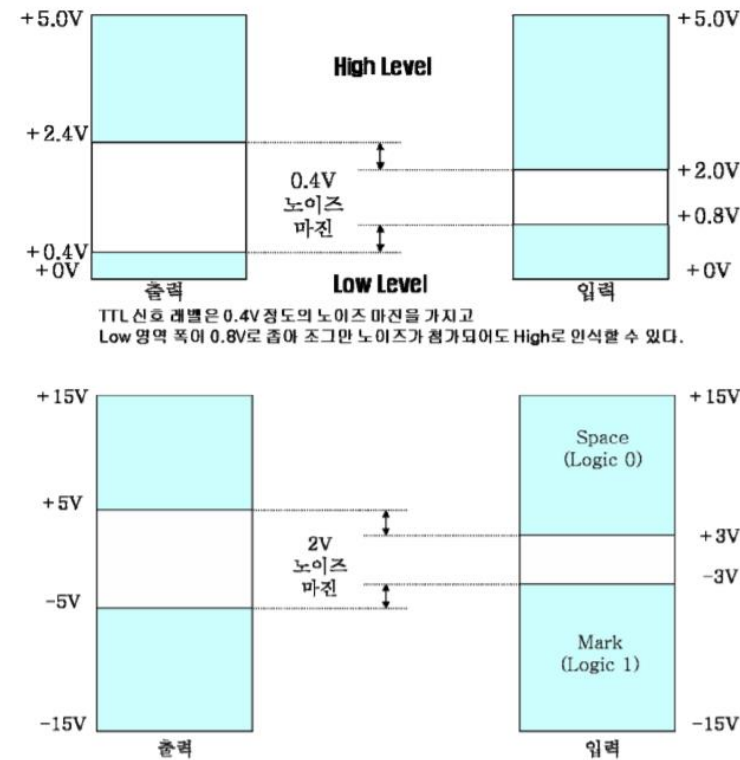 +5.0V
+5.0V
High Level
+2.4V
0.4V
노이즈
마진
+2.0V
+0.8V
+0.4V
+0V
Low Level
+0V
출력
입력
TTL 신호 레벨은 0.4V 정도의 노이즈 마진을 가지고
Low 영역 폭이 0.8V로 좁아 조그만 노이즈가 첨가되어도 High로 인식할 수 있다.
+15V
+15V
Space
(Logic 0)
+5V
+3V
2V
노이즈
마진
-3V
-5V
Mark
(Logic 1)
-15V
-15V
출력
입력